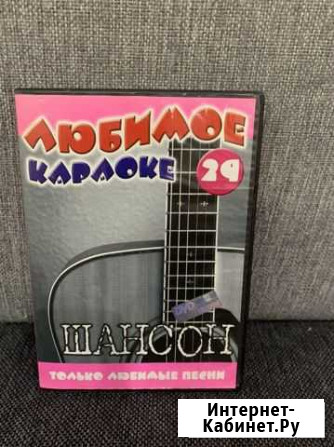 ЛЮБИМОЕ
КАРАОКЕ
29
ШАНСОН
ТОЛЬКО ЛЮБИМЫЕ ПЕСНИ
Интернет-
Кабинет.Ру